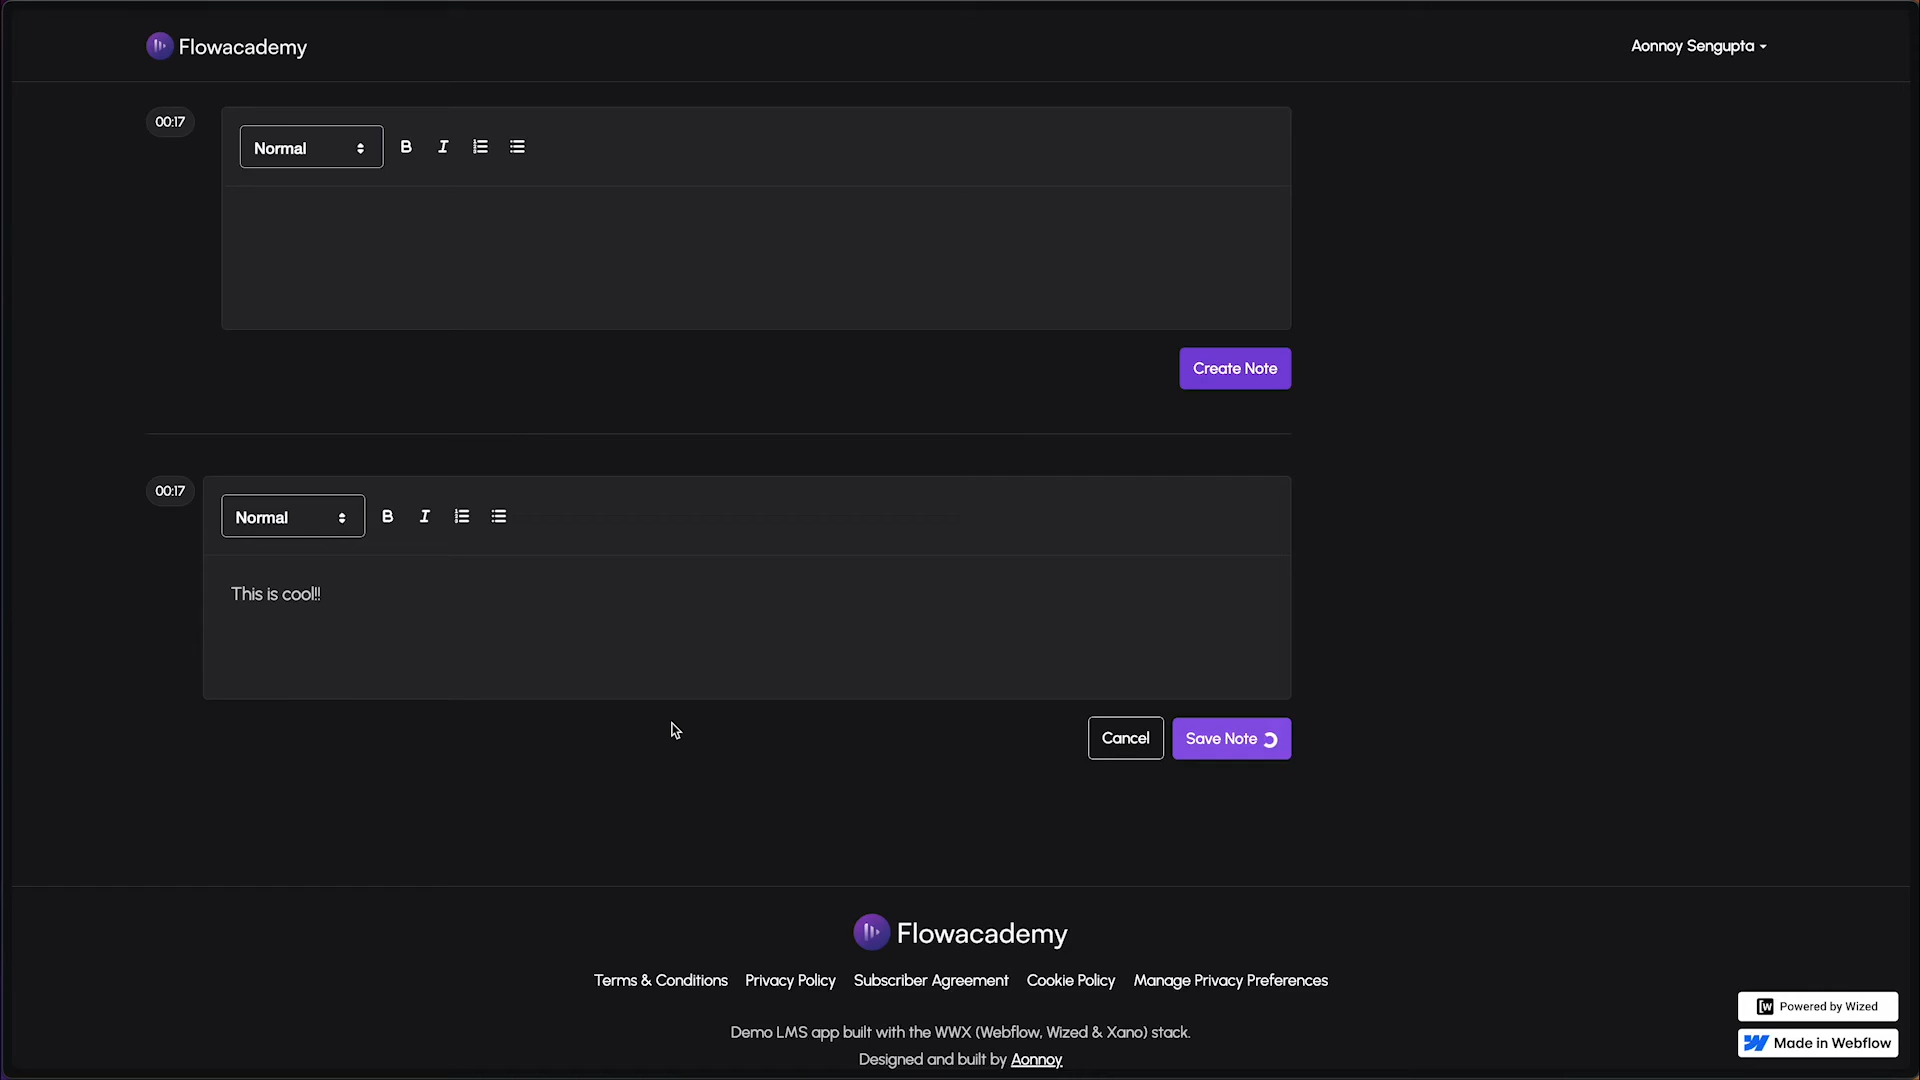 Flowacademy
Aonnoy Sengupta
00:17
Normal
Create Note
00:17
Normal
This is cool!!
Cancel
Save Note
Flowacademy
Terms & Conditions Privacy Policy Subscriber Agreement Cookie Policy Manage Privacy Preferences
Powered by Wized
Demo LMS app built with the WWX (Webflow, Wized & Xano) stack.
Made in Webflow
Designed and built by Aonnoy.